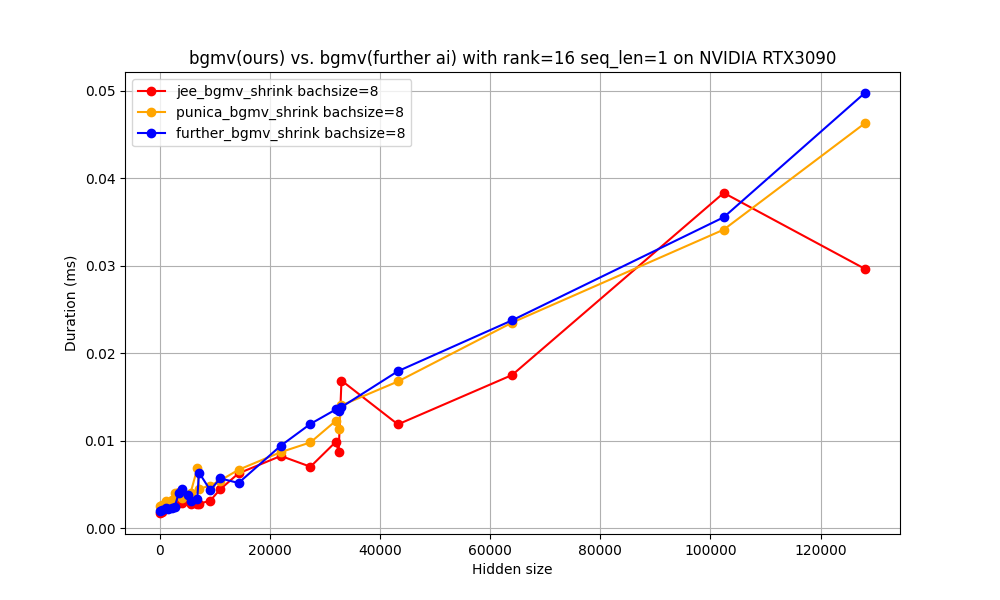 bgmv(ours) vs. bgmv(further ai) with rank=16 seq_len=1 on NVIDIA RTX3090
jee_bgmv_shrink bachsize=8
punica_bgmv_shrink bachsize=8
further_bgmv_shrink bachsize=8
Duration (ms)
0.05
0.04
0.03
0.02
0.01
0.00
0 20000 40000 60000 80000 100000 120000
Hidden size